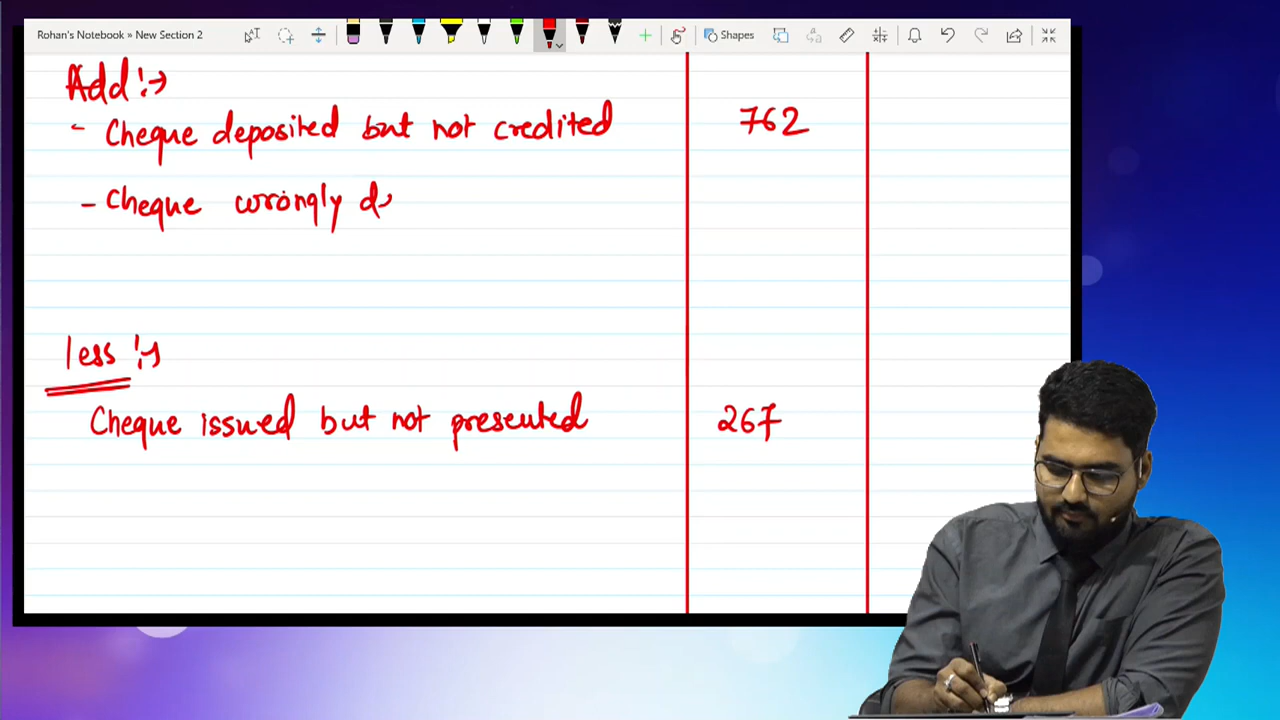 Rohan's Notebook » New Section 2
Shapes
Add :→
- Cheque deposited but not credited 762
- Cheque wrongly
less :→
Cheque issued but not presented 267